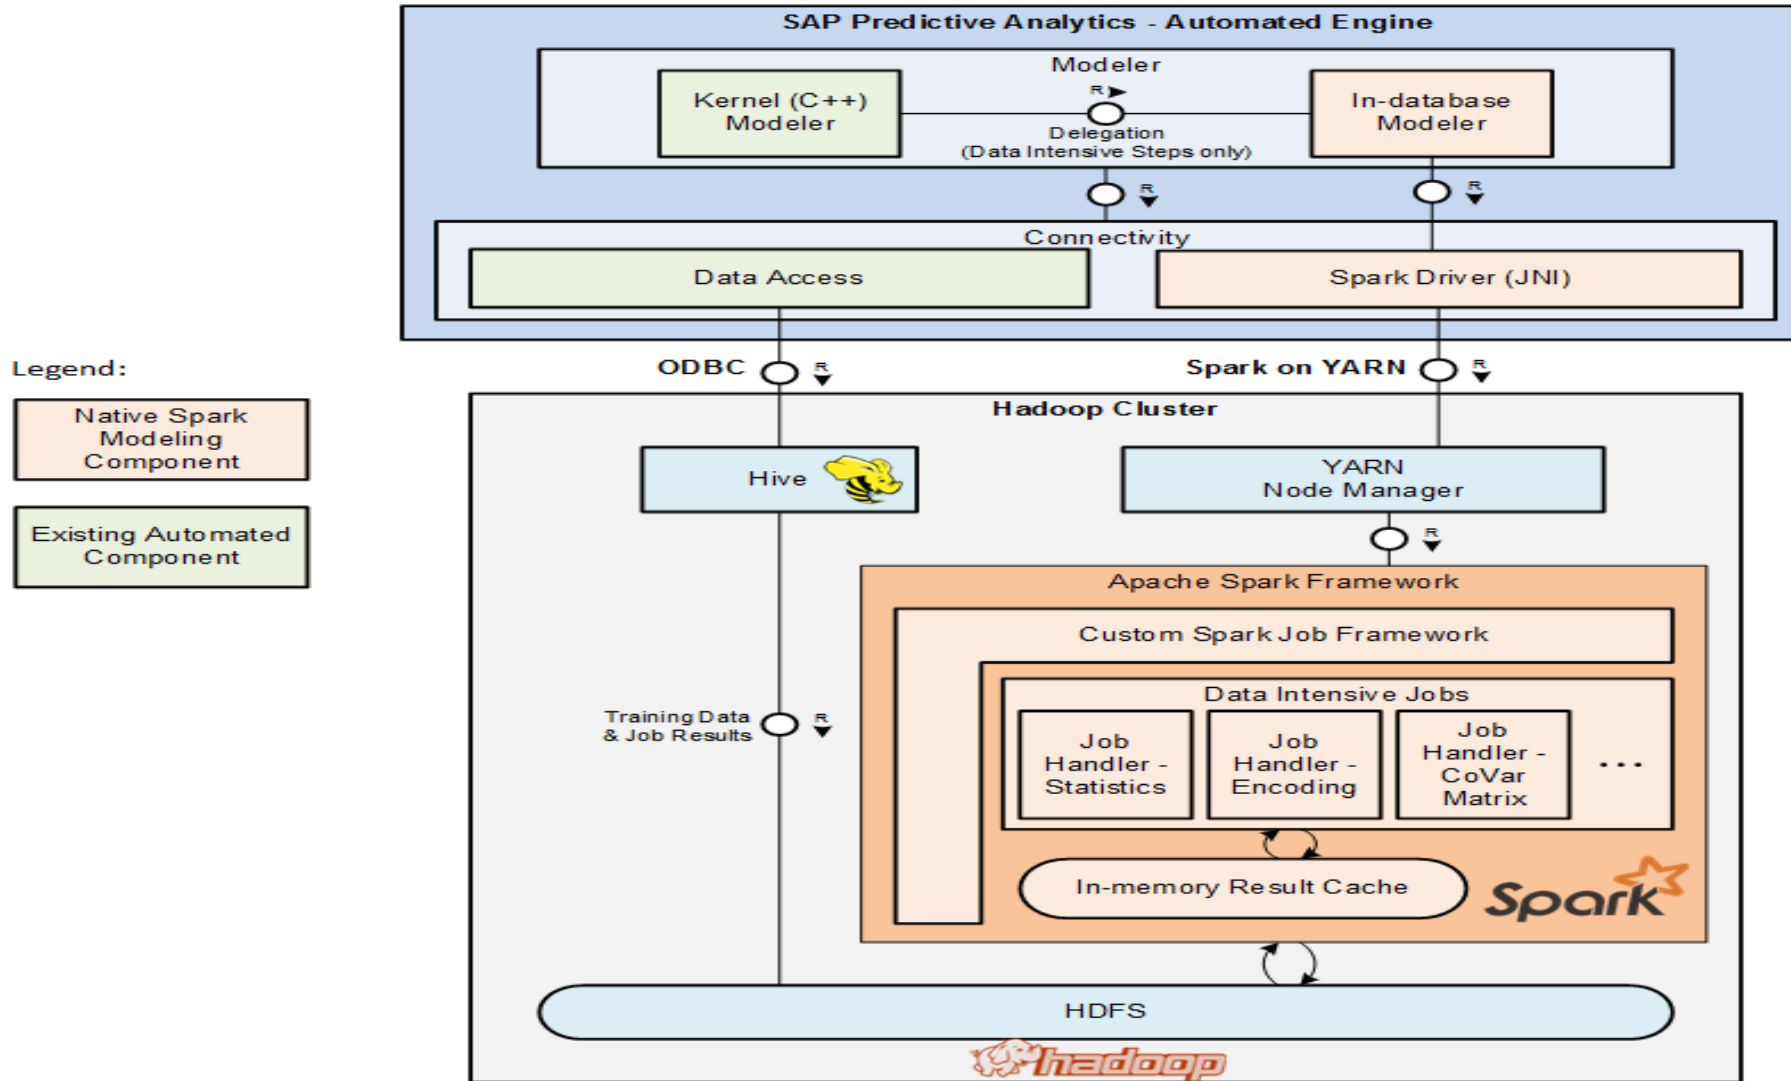 SAP Predictive Analytics - Automated Engine
Modeler
Kernel (C++)
Modeler
R
In-database
Modeler
Delegation
(Data Intensive Steps only)
R
R
Connectivity
Data Access
Spark Driver (JNI)
Legend:
ODBC
R
Spark on YARN
R
Native Spark
Modeling
Component
Existing Automated
Component
Hadoop Cluster
Hive
YARN
Node Manager
R
Apache Spark Framework
Custom Spark Job Framework
Data Intensive Jobs
Training Data
& Job Results
R
Job
Handler -
Statistics
Job
Handler -
Encoding
Job
Handler -
CoVar
Matrix
...
In-memory Result Cache
Spark
HDFS
hadoop